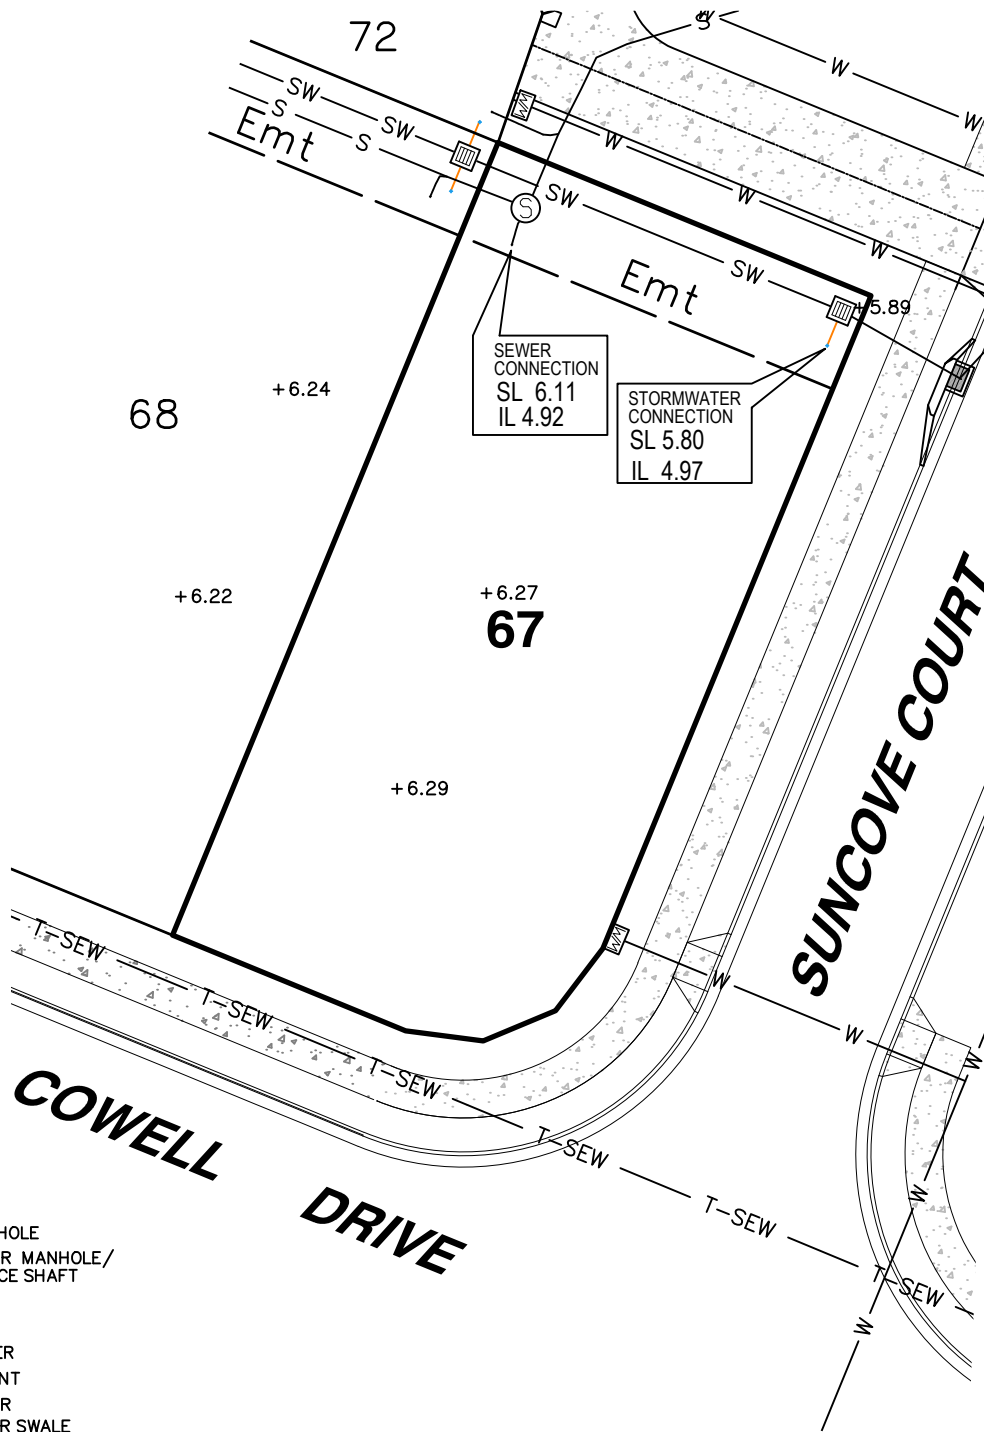 72
S
W
W
W
SW
S
Emt
SW
S
W
W
W
S
SW
SW
Emt
+5.89
SEWER
CONNECTION
SL 6.11
IL 4.92
STORMWATER
CONNECTION
SL 5.80
IL 4.97
+6.24
68
+6.22
+6.27
67
+6.29
SUNCOVE COURT
WM
WM
W
W
W
T-SEW
T-SEW
T-SEW
T-SEW
T-SEW
T-SEW
W
W
COWELL DRIVE
HOLE
R MANHOLE/
CE SHAFT
ER
NT
R
R SWALE